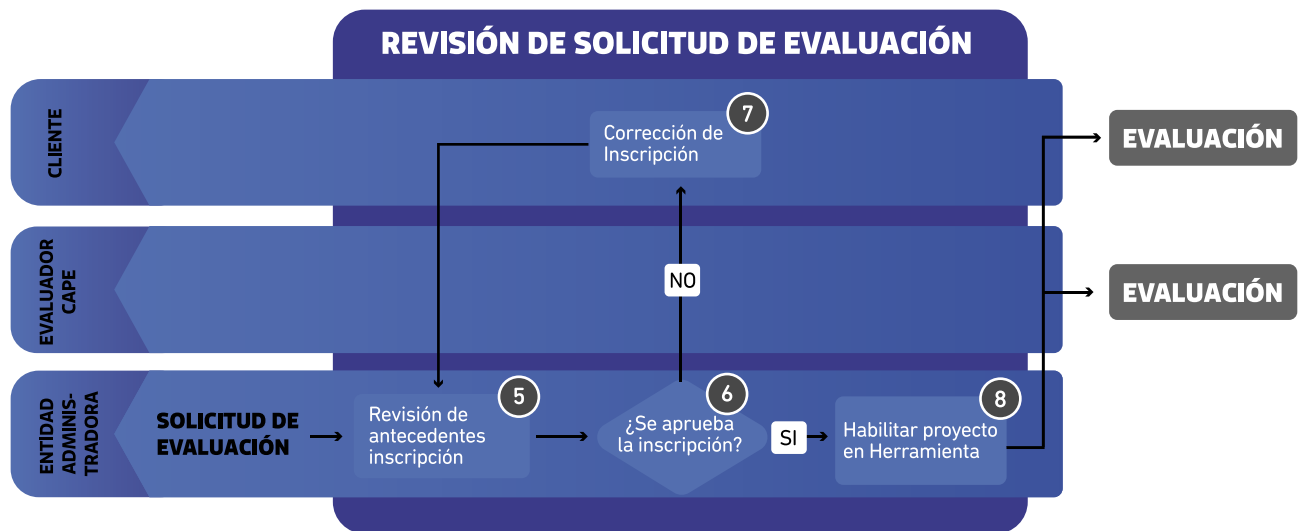 REVISIÓN DE SOLICITUD DE EVALUACIÓN
CLIENTE
7
Corrección de
Inscripción
EVALUACIÓN
EVALUADOR
CAPE
NO
EVALUACIÓN
ENTIDAD
ADMINIS-
TRADORA
SOLICITUD DE
EVALUACIÓN
5
Revisión de
antecedentes
inscripción
6
¿Se aprueba
la inscripción?
SI
8
Habilitar proyecto
en Herramienta